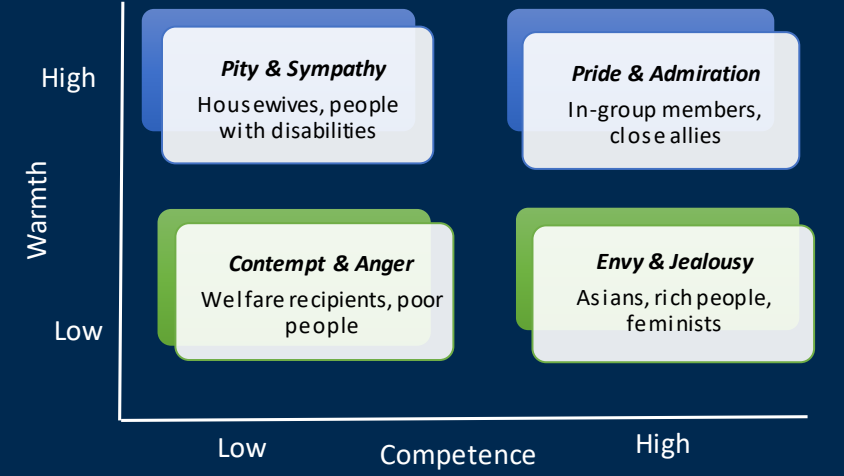 High
Pity & Sympathy
Housewives, people
with disabilities
Pride & Admiration
In-group members,
close allies
Warmth
Contempt & Anger
Welfare recipients, poor
people
Envy & Jealousy
Asians, rich people,
feminists
Low
Low
Competence
High